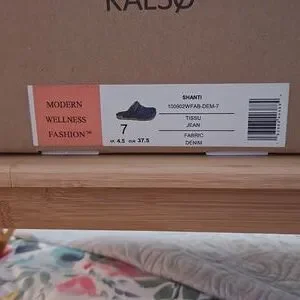 KALSØ
MODERN
WELLNESS
FASHION™
7
UK 4.5 EUR 37.5
SHANTI
100902WFAB-DEM-7
TISSU
JEAN
FABRIC
DENIM